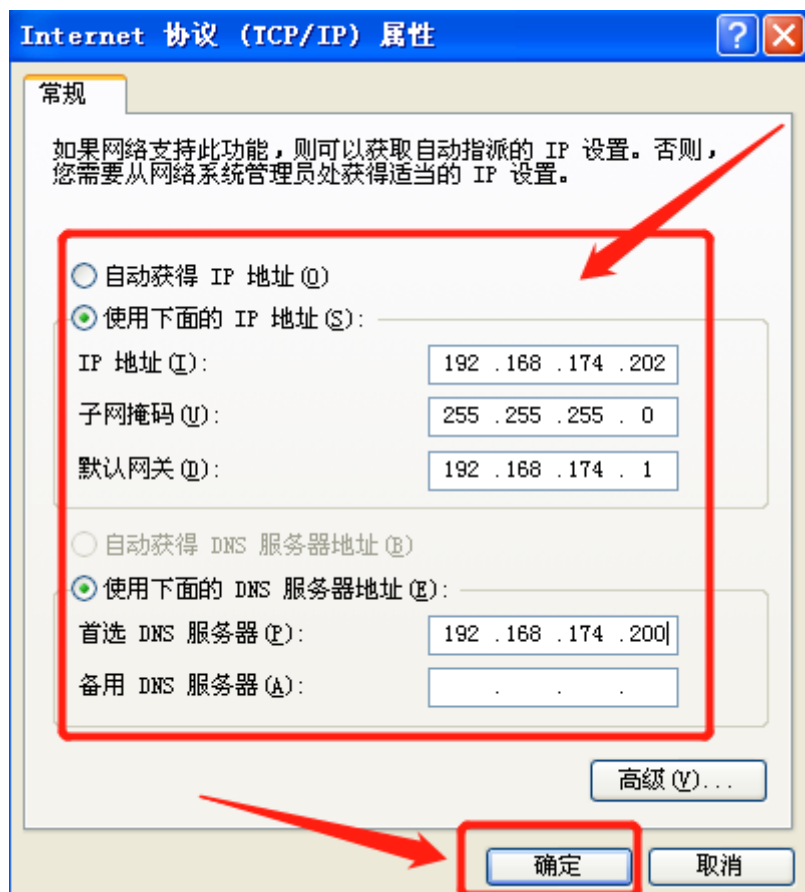 Internet 协议 (TCP/IP) 属性
常规
如果网络支持此功能,则可以获取自动指派的 IP 设置。否则,
您需要从网络系统管理员处获得适当的 IP 设置。
自动获得 IP 地址(O)
使用下面的 IP 地址(S):
IP 地址(I): 192 .168 .174 .202
子网掩码(U): 255 .255 .255 . 0
默认网关(D): 192 .168 .174 . 1
自动获得 DNS 服务器地址(B)
使用下面的 DNS 服务器地址(E):
首选 DNS 服务器(P): 192 .168 .174 .200
备用 DNS 服务器(A): . . .
高级(V)...
确定 取消